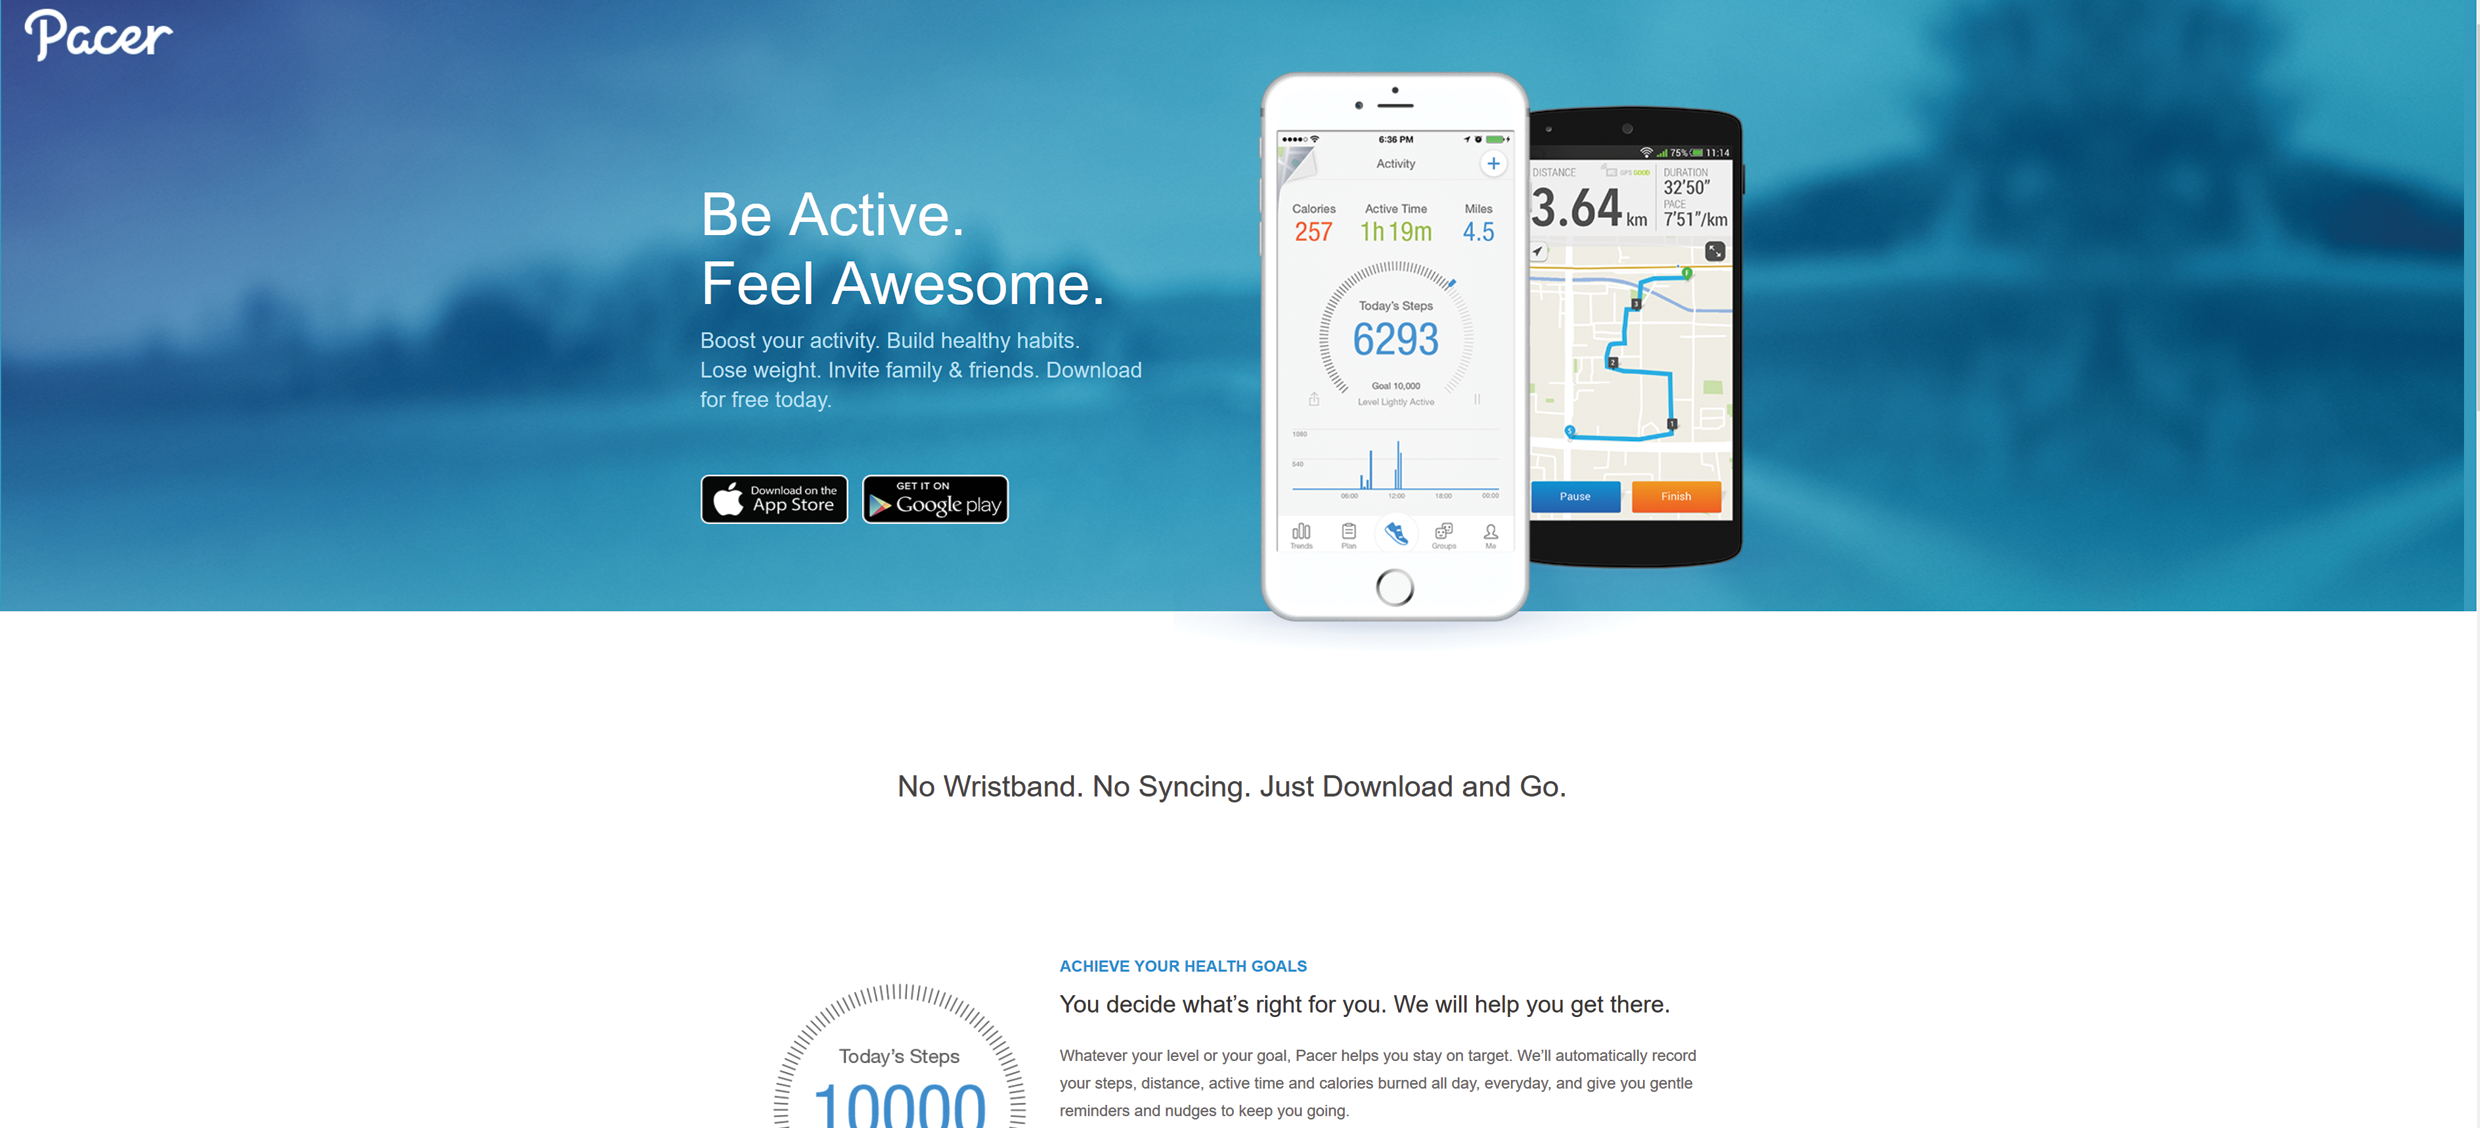 Pacer
Be Active.
Feel Awesome.
Boost your activity. Build healthy habits.
Lose weight. Invite family & friends. Download
for free today.
Download on the
App Store
GET IT ON
Google play
6:36 PM
Activity
Calories Active Time Miles
257 1h 19m 4.5
Today's Steps
6293
Goal 10,000
Level Lightly Active
1080
540
06:00 12:00 18:00 00:00
Trends Plan Groups Me
75% 11:14
DISTANCE GPS GOOD DURATION
3.64 km 32'50"
PACE
7'51"/km
3
2
1
S
F
Pause Finish
No Wristband. No Syncing. Just Download and Go.
ACHIEVE YOUR HEALTH GOALS
You decide what's right for you. We will help you get there.
Whatever your level or your goal, Pacer helps you stay on target. We'll automatically record
your steps, distance, active time and calories burned all day, everyday, and give you gentle
reminders and nudges to keep you going.
Today's Steps
10000